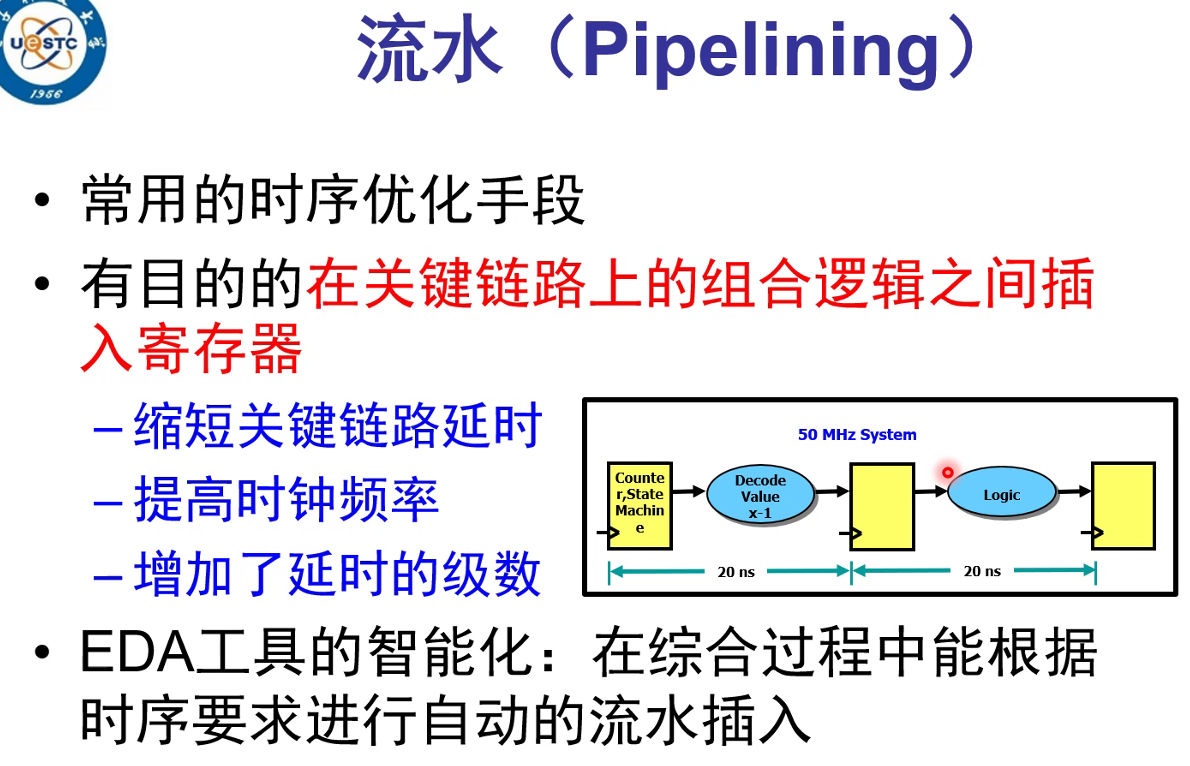 UESTC
1956
流水（Pipelining）
• 常用的时序优化手段
• 有目的的在关键链路上的组合逻辑之间插
入寄存器
–缩短关键链路延时
–提高时钟频率
–增加了延时的级数
50 MHz System
Counte
r,State
Machin
e
Decode
Value
x-1
Logic
20 ns
20 ns
• EDA工具的智能化：在综合过程中能根据
时序要求进行自动的流水插入